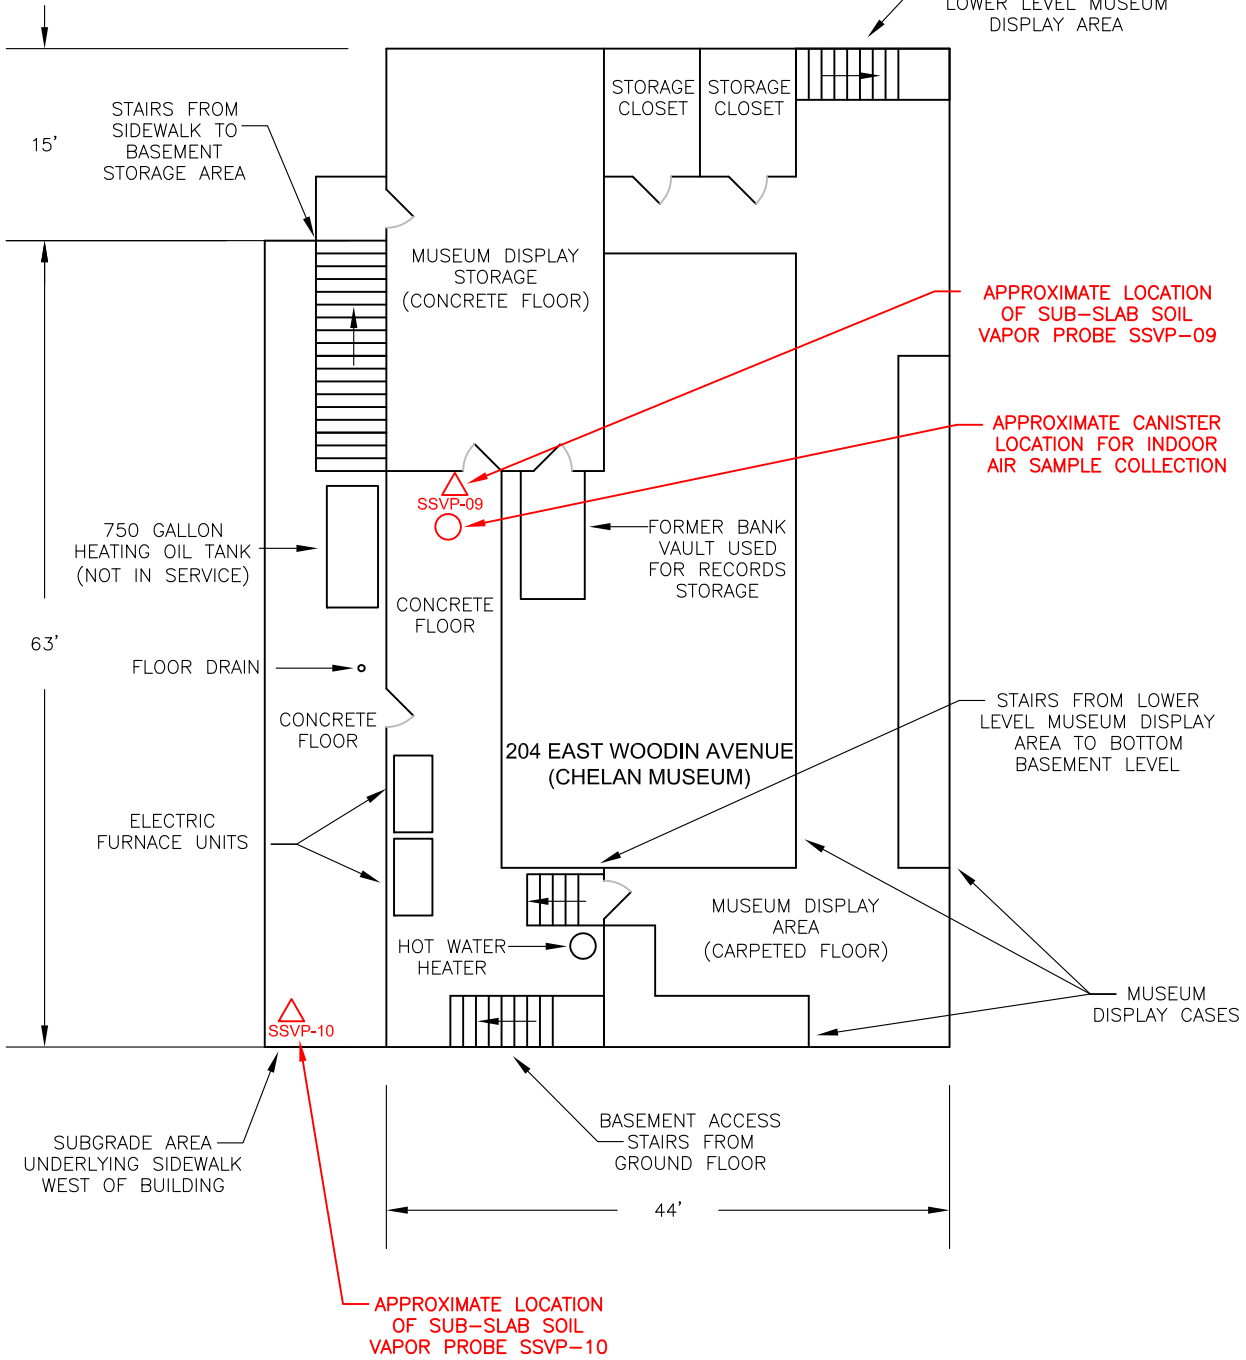 LOWER LEVEL MUSEUM
DISPLAY AREA
STORAGE
CLOSET
STORAGE
CLOSET
STAIRS FROM
SIDEWALK TO
BASEMENT
STORAGE AREA
15'
MUSEUM DISPLAY
STORAGE
(CONCRETE FLOOR)
APPROXIMATE LOCATION
OF SUB-SLAB SOIL
VAPOR PROBE SSVP-09
APPROXIMATE CANISTER
LOCATION FOR INDOOR
AIR SAMPLE COLLECTION
SSVP-09
750 GALLON
HEATING OIL TANK
(NOT IN SERVICE)
FORMER BANK
VAULT USED
FOR RECORDS
STORAGE
CONCRETE
FLOOR
63'
FLOOR DRAIN
CONCRETE
FLOOR
STAIRS FROM LOWER
LEVEL MUSEUM DISPLAY
AREA TO BOTTOM
BASEMENT LEVEL
204 EAST WOODIN AVENUE
(CHELAN MUSEUM)
ELECTRIC
FURNACE UNITS
MUSEUM DISPLAY
AREA
(CARPETED FLOOR)
HOT WATER
HEATER
MUSEUM
DISPLAY CASES
SSVP-10
BASEMENT ACCESS
STAIRS FROM
GROUND FLOOR
SUBGRADE AREA
UNDERLYING SIDEWALK
WEST OF BUILDING
44'
APPROXIMATE LOCATION
OF SUB-SLAB SOIL
VAPOR PROBE SSVP-10